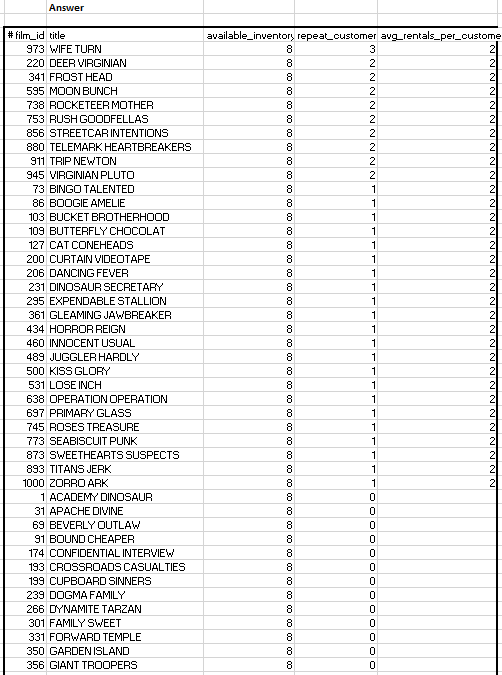 Answer
# film_id title available_inventory repeat_customer avg_rentals_per_custome
973 WIFE TURN 8 3 2
220 DEER VIRGINIAN 8 2 2
341 FROST HEAD 8 2 2
595 MOON BUNCH 8 2 2
738 ROCKETEER MOTHER 8 2 2
753 RUSH GOODFELLAS 8 2 2
856 STREETCAR INTENTIONS 8 2 2
880 TELEMARK HEARTBREAKERS 8 2 2
911 TRIP NEWTON 8 2 2
945 VIRGINIAN PLUTO 8 2 2
73 BINGO TALENTED 8 1 2
86 BOOGIE AMELIE 8 1 2
103 BUCKET BROTHERHOOD 8 1 2
109 BUTTERFLY CHOCOLAT 8 1 2
127 CAT CONEHEADS 8 1 2
200 CURTAIN VIDEOTAPE 8 1 2
206 DANCING FEVER 8 1 2
231 DINOSAUR SECRETARY 8 1 2
295 EXPENDABLE STALLION 8 1 2
361 GLEAMING JAWBREAKER 8 1 2
434 HORROR REIGN 8 1 2
460 INNOCENT USUAL 8 1 2
489 JUGGLER HARDLY 8 1 2
500 KISS GLORY 8 1 2
531 LOSE INCH 8 1 2
638 OPERATION OPERATION 8 1 2
697 PRIMARY GLASS 8 1 2
745 ROSES TREASURE 8 1 2
773 SEABISCUIT PUNK 8 1 2
873 SWEETHEARTS SUSPECTS 8 1 2
893 TITANS JERK 8 1 2
1000 ZORRO ARK 8 1 2
1 ACADEMY DINOSAUR 8 0
31 APACHE DIVINE 8 0
69 BEVERLY OUTLAW 8 0
91 BOUND CHEAPER 8 0
174 CONFIDENTIAL INTERVIEW 8 0
193 CROSSROADS CASUALTIES 8 0
199 CUPBOARD SINNERS 8 0
239 DOGMA FAMILY 8 0
266 DYNAMITE TARZAN 8 0
301 FAMILY SWEET 8 0
331 FORWARD TEMPLE 8 0
350 GARDEN ISLAND 8 0
356 GIANT TROOPERS 8 0